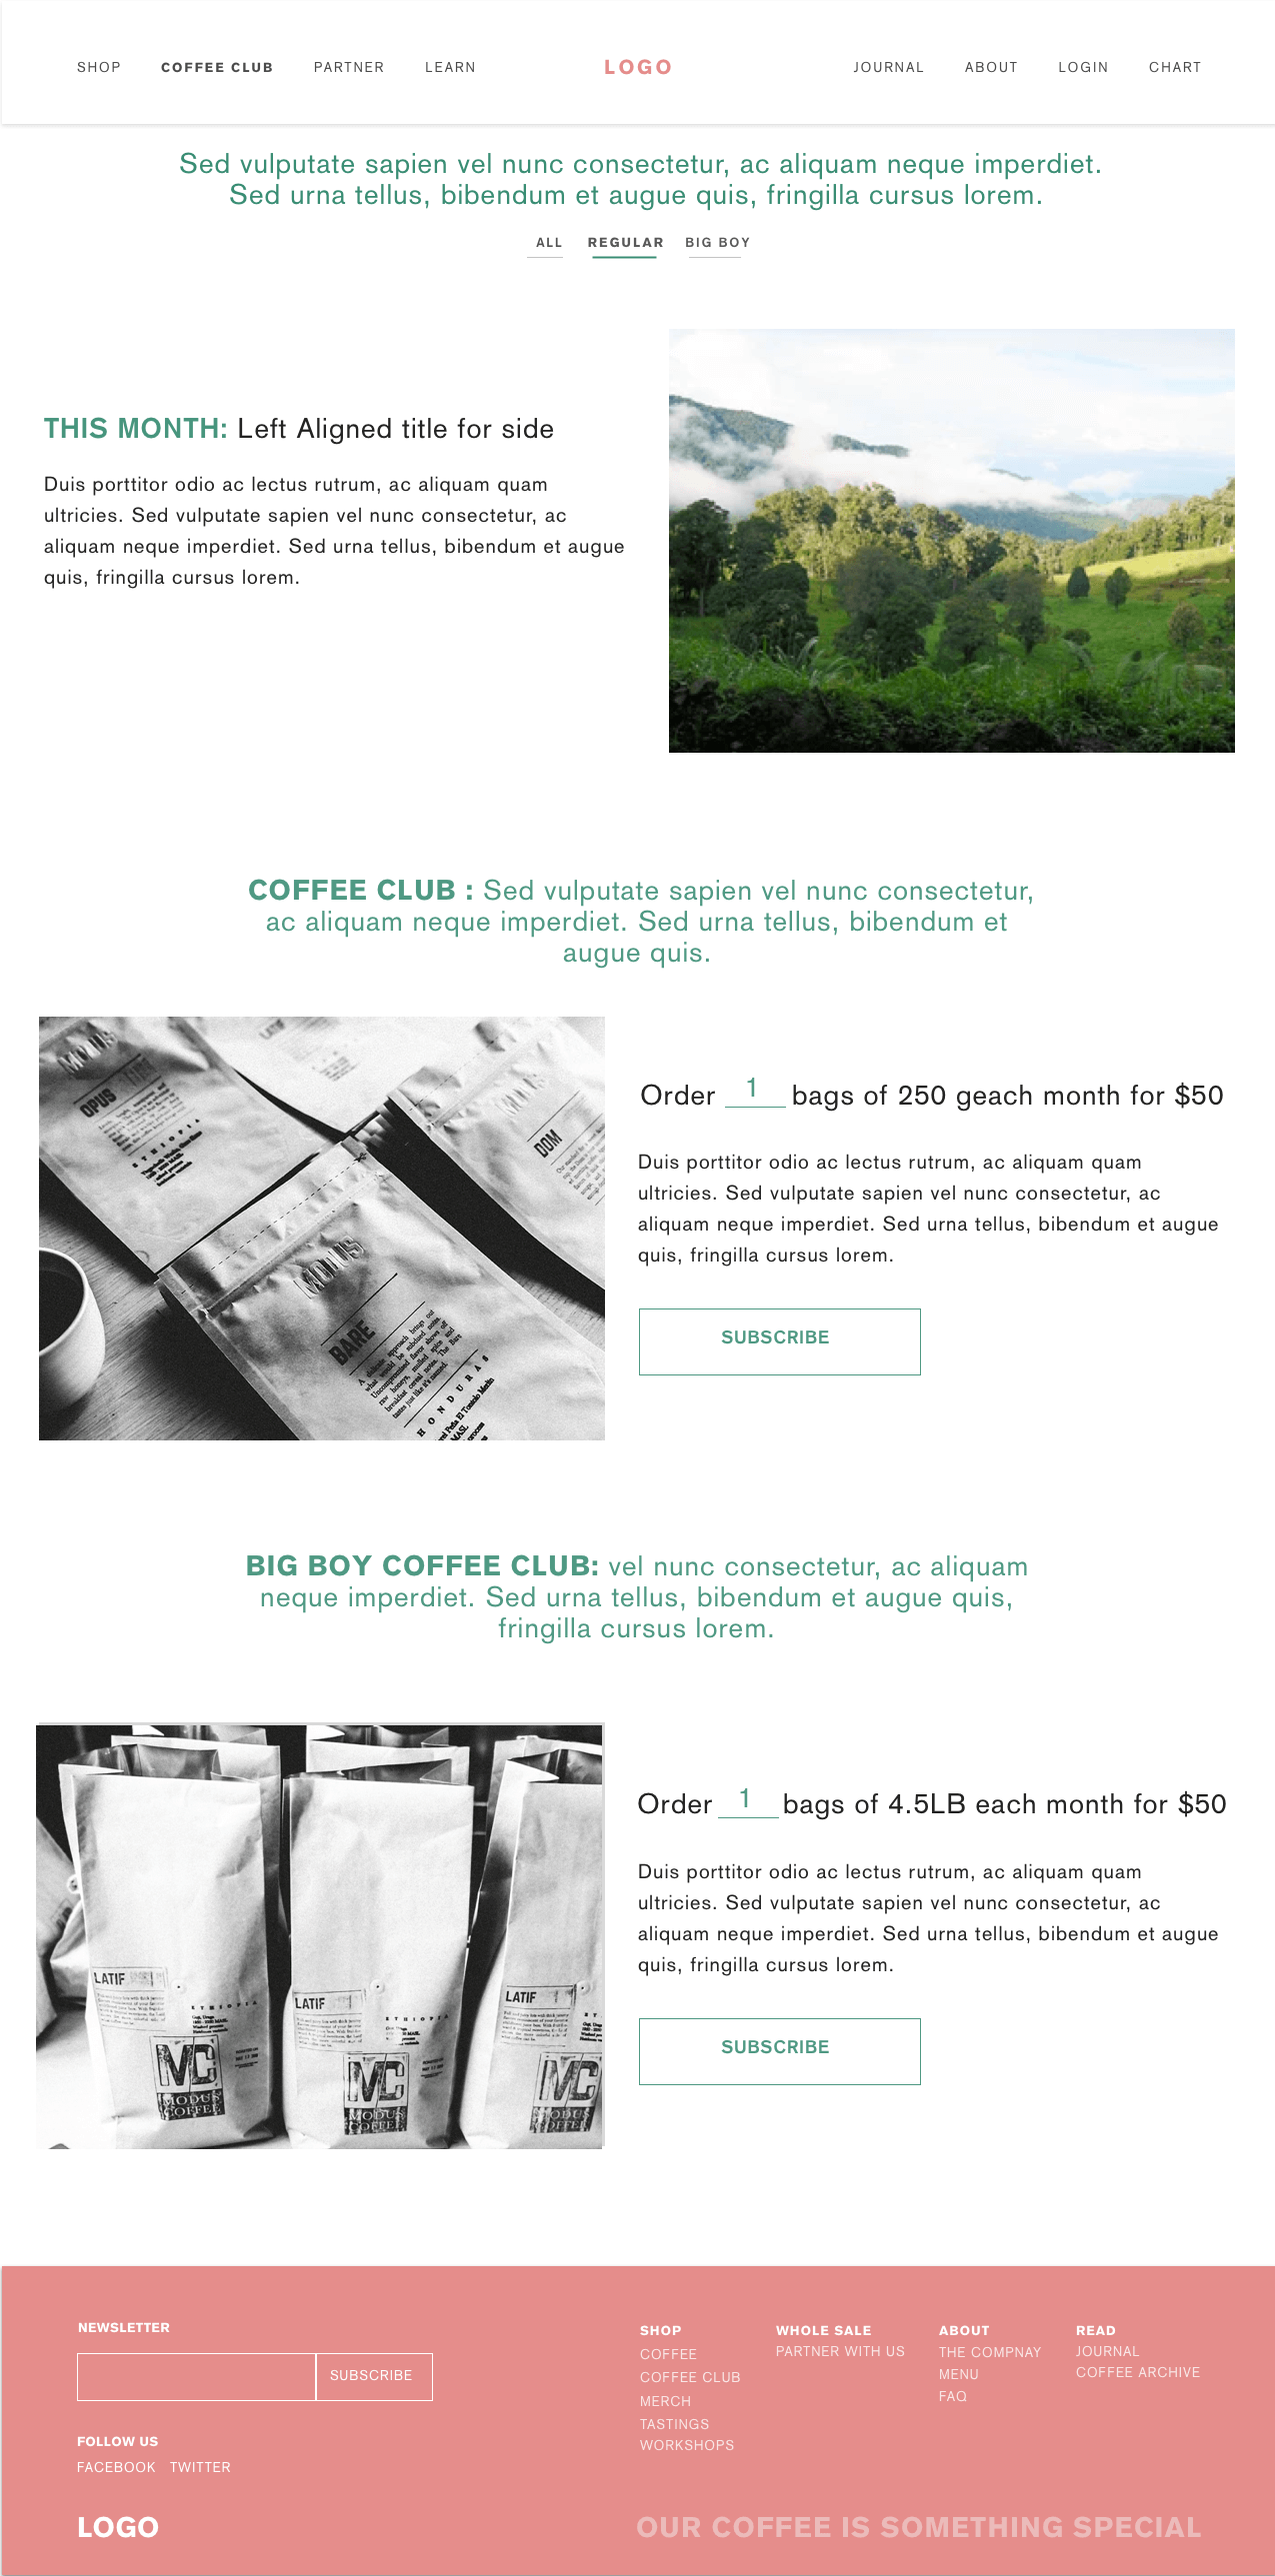 SHOP COFFEE CLUB PARTNER LEARN LOGO JOURNAL ABOUT LOGIN CHART
Sed vulputate sapien vel nunc consectetur, ac aliquam neque imperdiet.
Sed urna tellus, bibendum et augue quis, fringilla cursus lorem.
ALL REGULAR BIG BOY
THIS MONTH: Left Aligned title for side
Duis porttitor odio ac lectus rutrum, ac aliquam quam
ultricies. Sed vulputate sapien vel nunc consectetur, ac
aliquam neque imperdiet. Sed urna tellus, bibendum et augue
quis, fringilla cursus lorem.
COFFEE CLUB : Sed vulputate sapien vel nunc consectetur,
ac aliquam neque imperdiet. Sed urna tellus, bibendum et
augue quis.
MODUS
OPUS
ETHIOPIA
MODUS
DOM
MODUS
BARE
A delicate approach brings out
HONDURAS
Order 1 bags of 250 geach month for $50
Duis porttitor odio ac lectus rutrum, ac aliquam quam
ultricies. Sed vulputate sapien vel nunc consectetur, ac
aliquam neque imperdiet. Sed urna tellus, bibendum et augue
quis, fringilla cursus lorem.
SUBSCRIBE
BIG BOY COFFEE CLUB: vel nunc consectetur, ac aliquam
neque imperdiet. Sed urna tellus, bibendum et augue quis,
fringilla cursus lorem.
LATIF
ETHIOPIA
MC
MODUS
COFFEE
LATIF
ETHIOPIA
MC
MODUS
COFFEE
LATIF
MC
MODUS
COFFEE
Order 1 bags of 4.5LB each month for $50
Duis porttitor odio ac lectus rutrum, ac aliquam quam
ultricies. Sed vulputate sapien vel nunc consectetur, ac
aliquam neque imperdiet. Sed urna tellus, bibendum et augue
quis, fringilla cursus lorem.
SUBSCRIBE
NEWSLETTER
SUBSCRIBE
FOLLOW US
FACEBOOK TWITTER
LOGO
SHOP
COFFEE
COFFEE CLUB
MERCH
TASTINGS
WORKSHOPS
WHOLE SALE
PARTNER WITH US
ABOUT
THE COMPNAY
MENU
FAQ
READ
JOURNAL
COFFEE ARCHIVE
OUR COFFEE IS SOMETHING SPECIAL